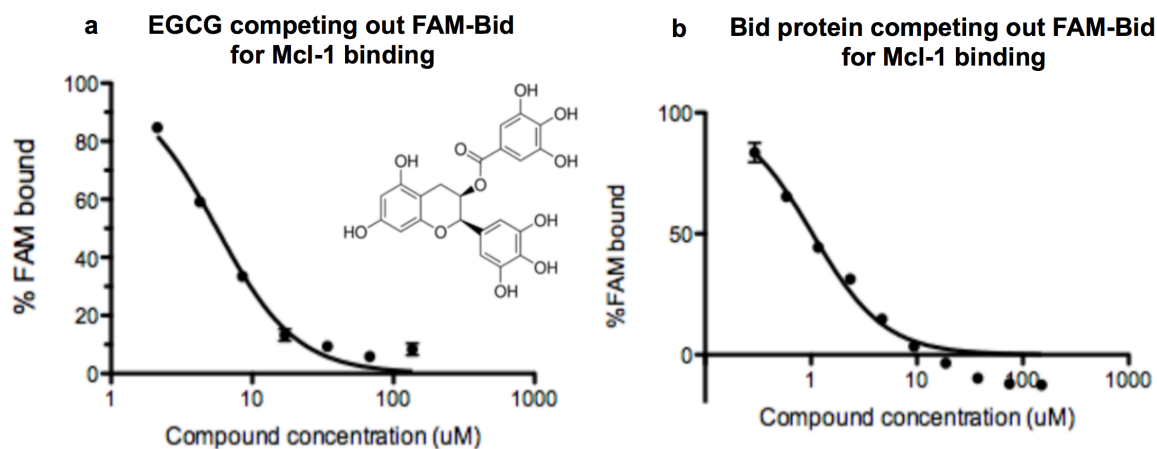 a EGCG competing out FAM-Bid
for Mcl-1 binding
100
80
60
40
20
0
% FAM bound
1 10 100 1000
Compound concentration (uM)
OH
OH
OH
O
O
OH
HO
O
OH
OH
OH
b Bid protein competing out FAM-Bid
for Mcl-1 binding
100
50
0
%FAM bound
1 10 100 1000
Compound concentration (uM)